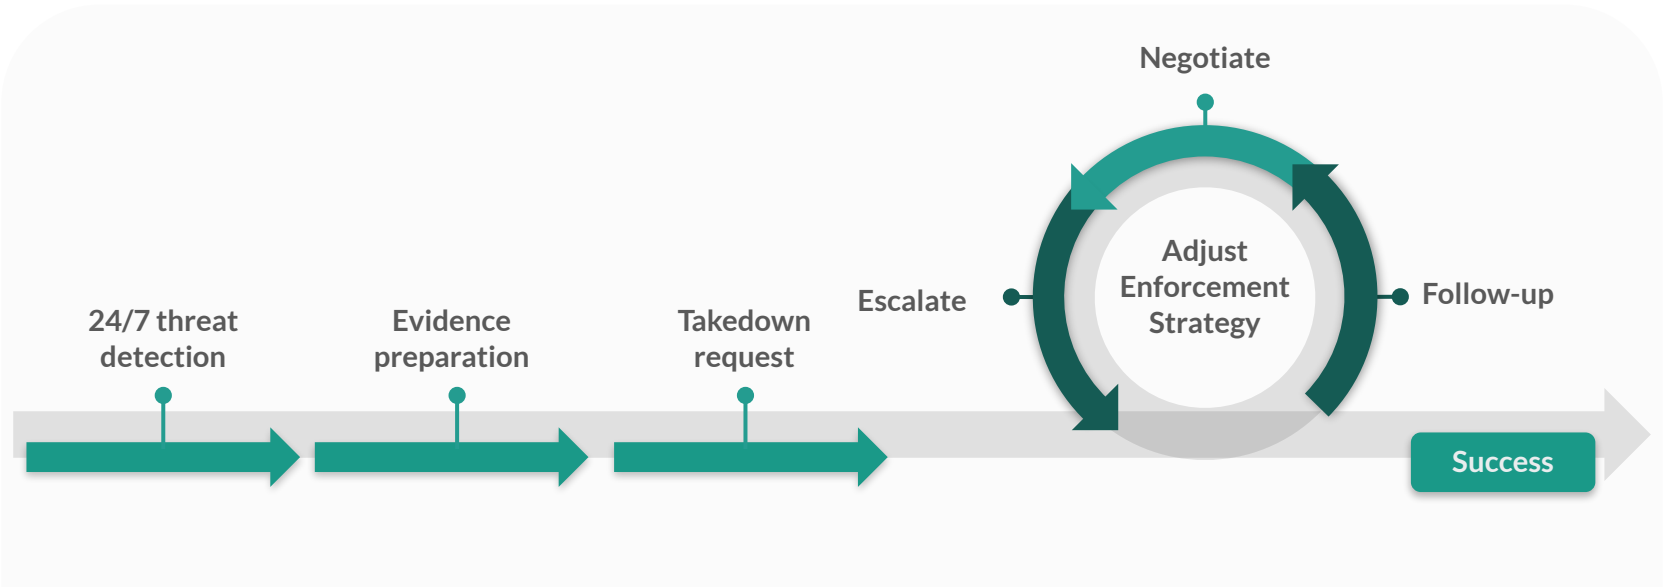 24/7 threat
detection
Evidence
preparation
Takedown
request
Escalate
Negotiate
Adjust
Enforcement
Strategy
Follow-up
Success